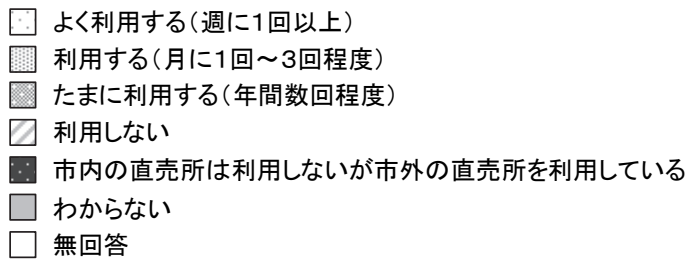 よく利用する（週に１回以上）
利用する（月に１回～３回程度）
たまに利用する（年間数回程度）
利用しない
市内の直売所は利用しないが市外の直売所を利用している
わからない
無回答